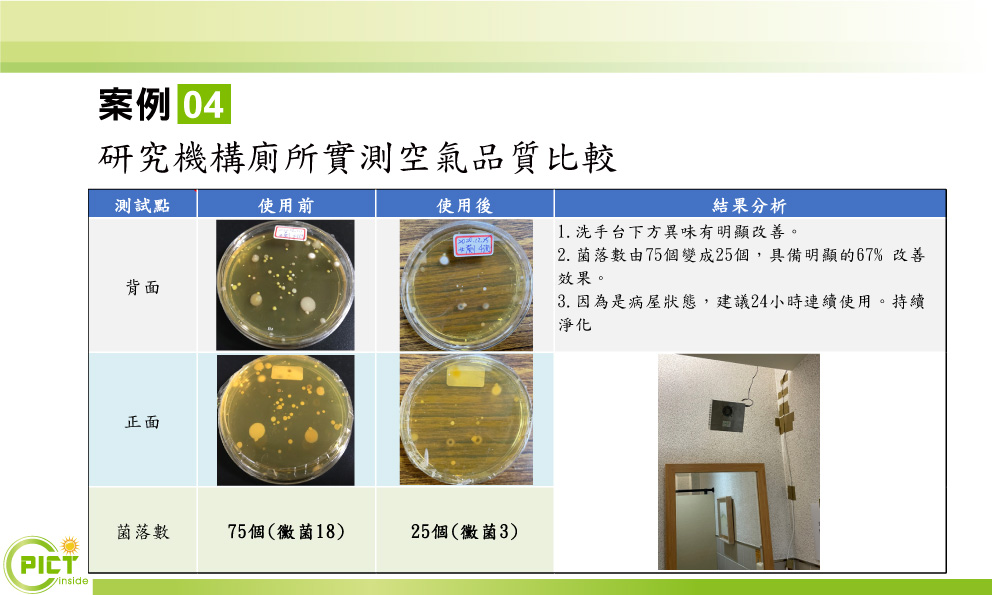 案例 04
研究機構廁所實測空氣品質比較
測試點 使用前 使用後 結果分析
背面
1.洗手台下方異味有明顯改善。
2.菌落數由75個變成25個，具備明顯的67% 改善
效果。
3.因為是病屋狀態，建議24小時連續使用。持續
淨化
正面
菌落數 75個(黴菌18) 25個(黴菌3)
PICT
inside